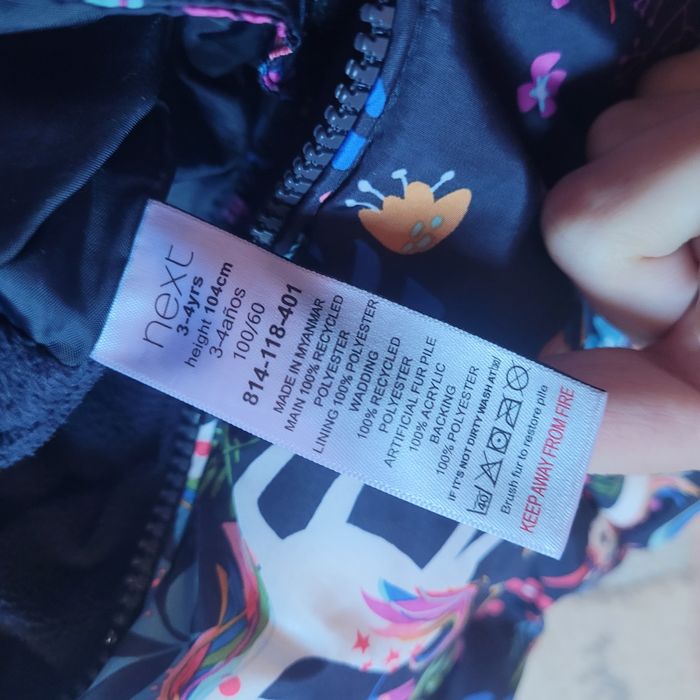 next
3-4yrs
height 104cm
3-4años
100/60
814-118-401
MADE IN MYANMAR
MAIN 100% RECYCLED
POLYESTER
LINING 100% POLYESTER
WADDING
100% RECYCLED
POLYESTER
ARTIFICIAL FUR PILE
100% ACRYLIC
BACKING
100% POLYESTER
IF IT'S NOT DIRTY WASH AT 30
40
Brush fur to restore pile
KEEP AWAY FROM FIRE